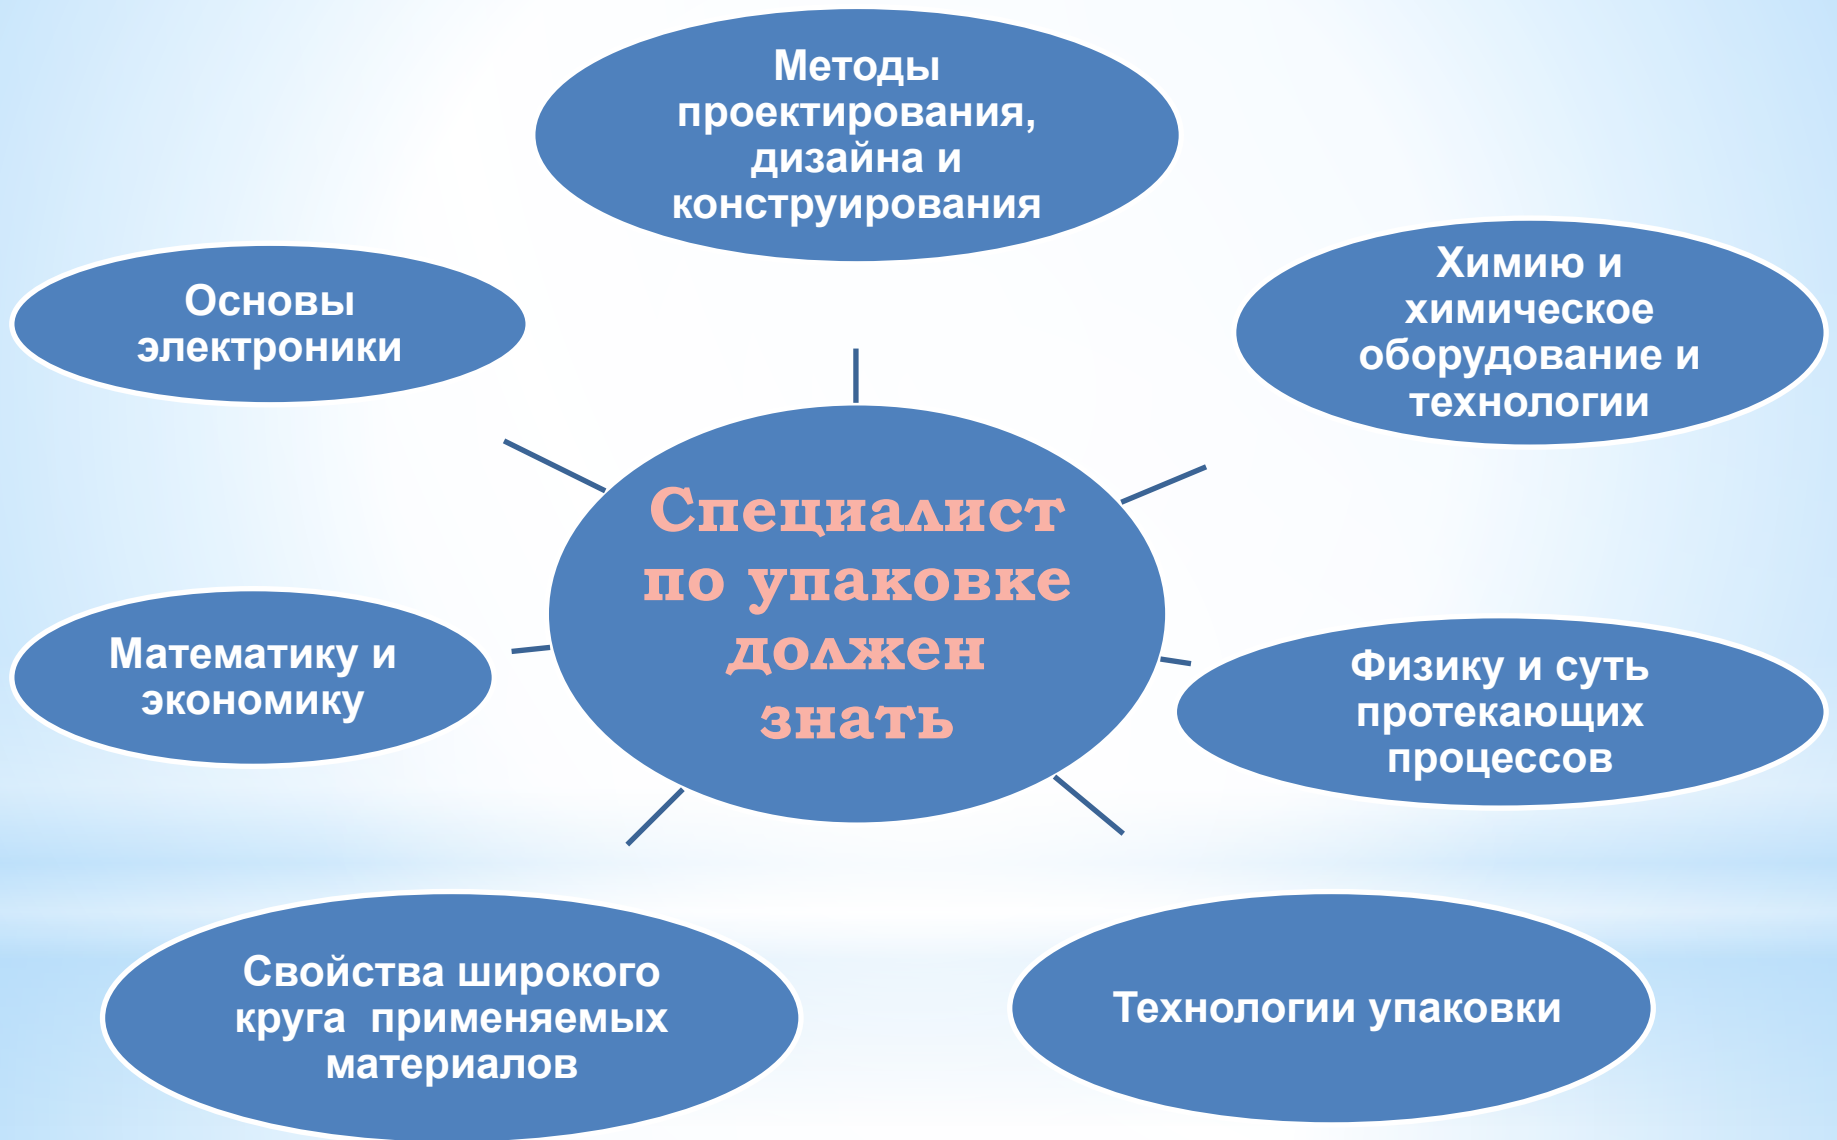 Методы
проектирования,
дизайна и
конструирования
Основы
электроники
Химию и
химическое
оборудование и
технологии
Специалист
по упаковке
должен
знать
Математику и
экономику
Физику и суть
протекающих
процессов
Свойства широкого
круга применяемых
материалов
Технологии упаковки